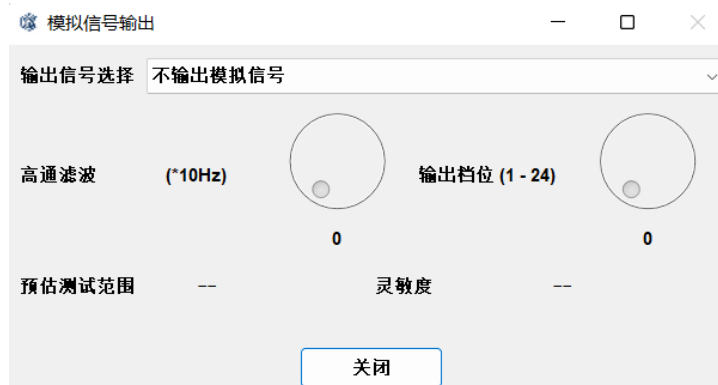 模拟信号输出
输出信号选择 不输出模拟信号
高通滤波 (*10Hz) 输出档位 (1 - 24)
0 0
预估测试范围 -- 灵敏度 --
关闭